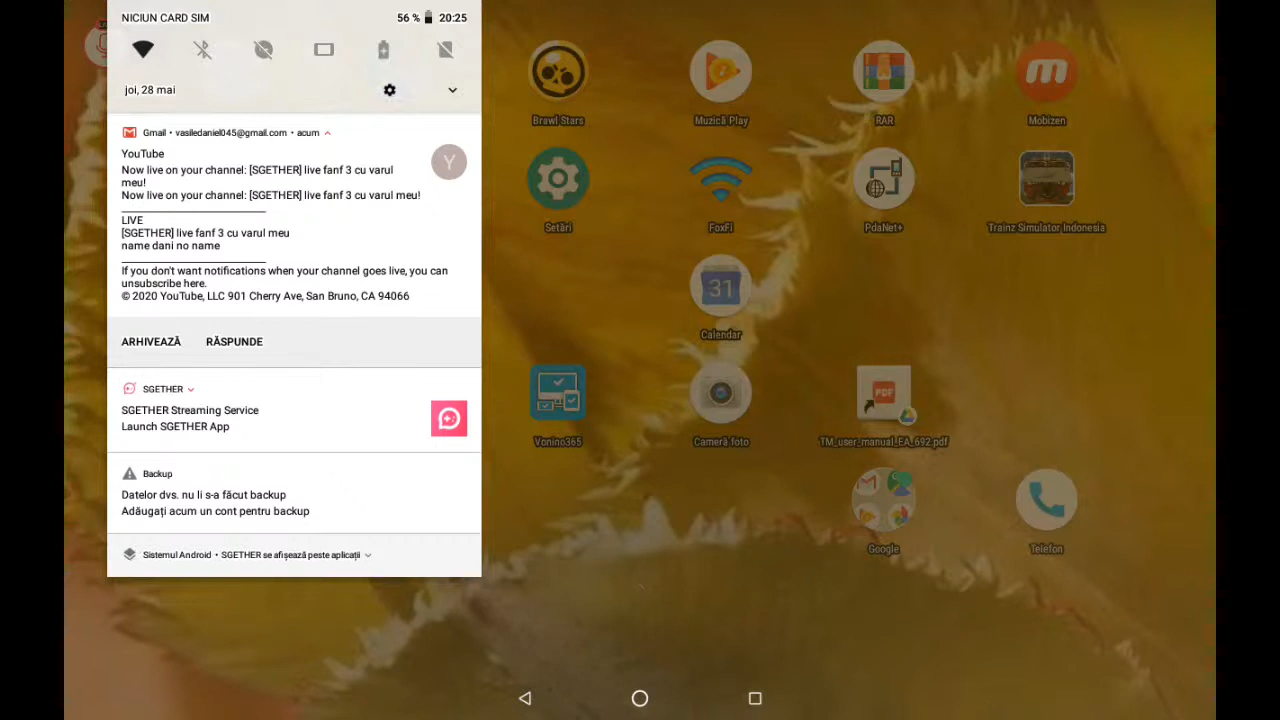 NICIUN CARD SIM 56 % 20:25
joi, 28 mai
Gmail • vasiledaniel045@gmail.com • acum
YouTube
Y
Now live on your channel: [SGETHER] live fanf 3 cu varul
meu!
Now live on your channel: [SGETHER] live fanf 3 cu varul meu!
LIVE
[SGETHER] live fanf 3 cu varul meu
name dani no name
If you don't want notifications when your channel goes live, you can
unsubscribe here.
© 2020 YouTube, LLC 901 Cherry Ave, San Bruno, CA 94066
ARHIVEAZĂ RĂSPUNDE
SGETHER
SGETHER Streaming Service
Launch SGETHER App
Backup
Datelor dvs. nu li s-a făcut backup
Adăugați acum un cont pentru backup
Sistemul Android • SGETHER se afișează peste aplicații
Brawl Stars
Muzică Play
RAR
Mobizen
Setări
FoxFi
PdaNet+
Trainz Simulator Indonesia
31
Calendar
Vonino365
Cameră foto
PDF
TM_user_manual_EA_692.pdf
Google
Telefon